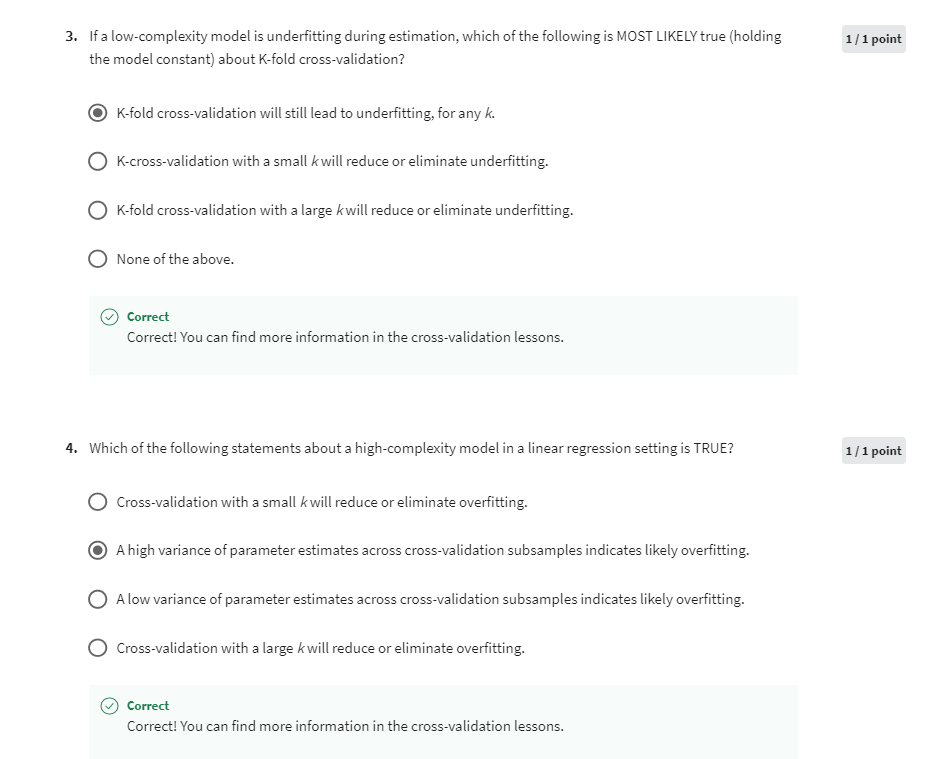 3. If a low-complexity model is underfitting during estimation, which of the following is MOST LIKELY true (holding
the model constant) about K-fold cross-validation?
1 / 1 point
K-fold cross-validation will still lead to underfitting, for any k.
K-cross-validation with a small k will reduce or eliminate underfitting.
K-fold cross-validation with a large k will reduce or eliminate underfitting.
None of the above.
Correct
Correct! You can find more information in the cross-validation lessons.
4. Which of the following statements about a high-complexity model in a linear regression setting is TRUE?
1 / 1 point
Cross-validation with a small k will reduce or eliminate overfitting.
A high variance of parameter estimates across cross-validation subsamples indicates likely overfitting.
A low variance of parameter estimates across cross-validation subsamples indicates likely overfitting.
Cross-validation with a large k will reduce or eliminate overfitting.
Correct
Correct! You can find more information in the cross-validation lessons.